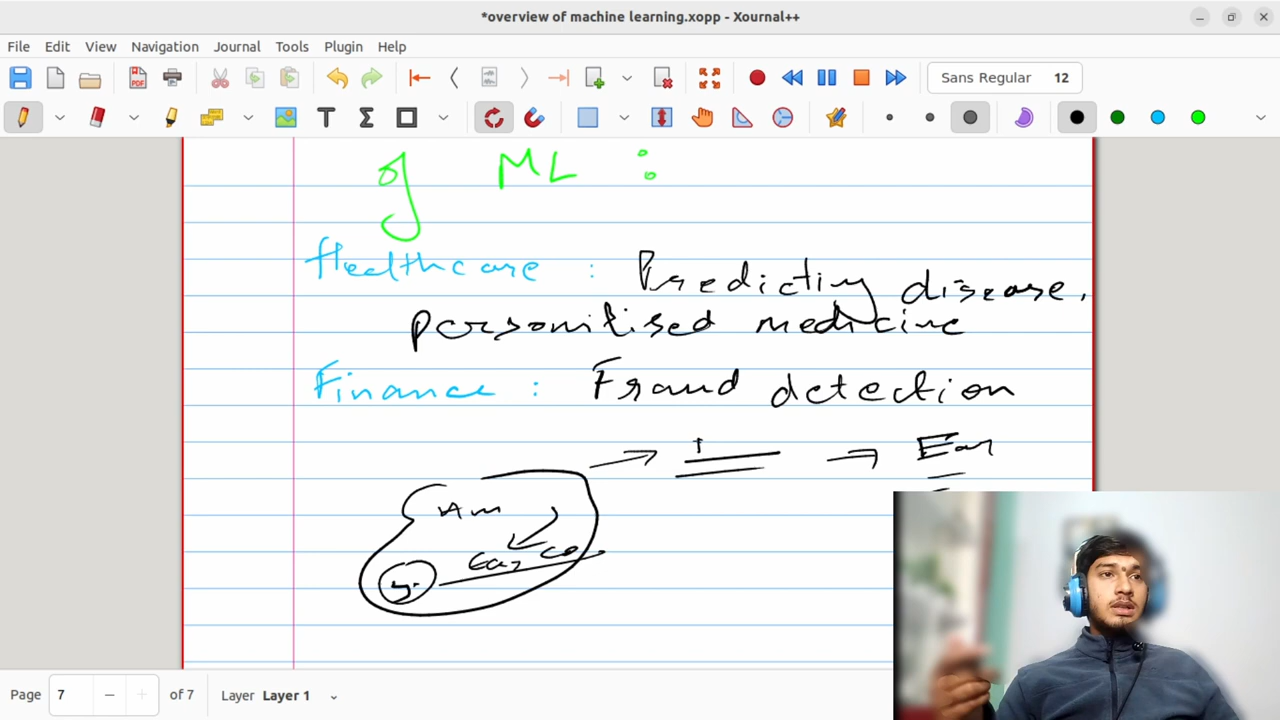 *overview of machine learning.xopp - Xournal++
File Edit View Navigation Journal Tools Plugin Help
Sans Regular 12
of ML :
Healthcare : Predicting disease,
personitised medicine
Finance : Fraud detection
Page 7 of 7 Layer Layer 1